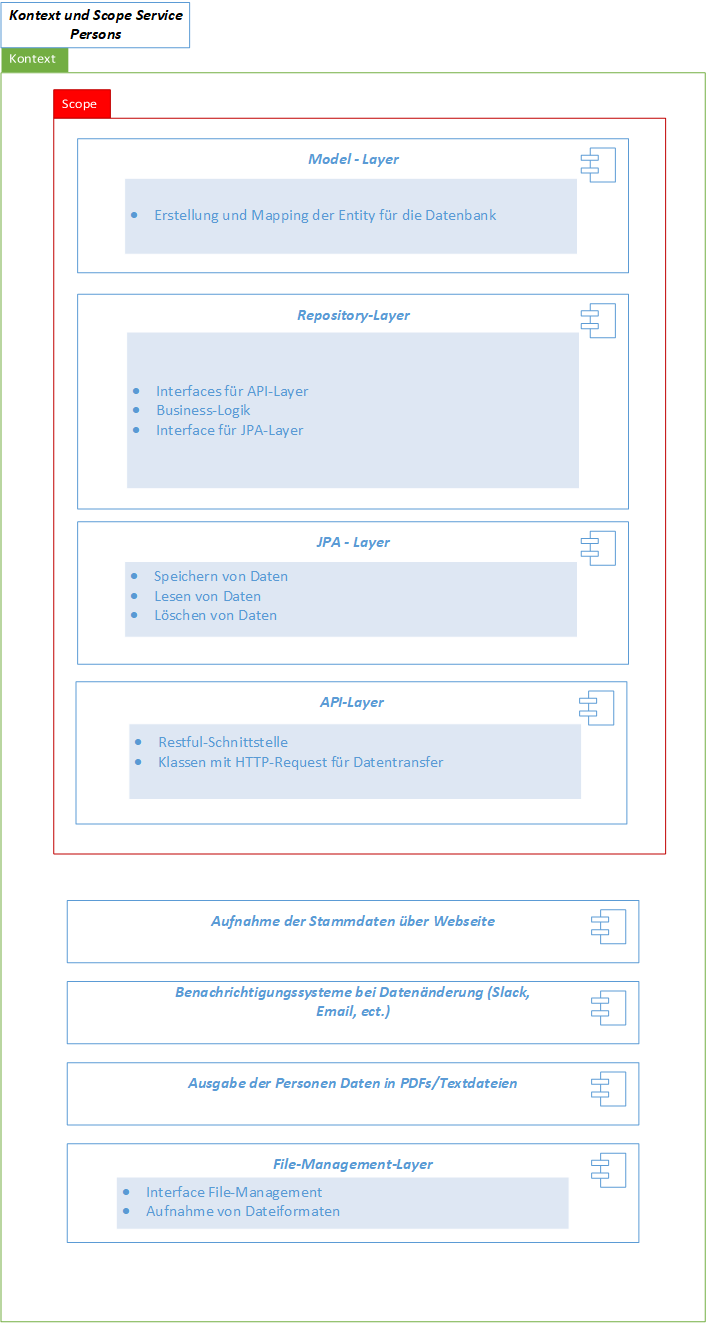 Kontext und Scope Service
Persons
Kontext
Scope
Model - Layer
• Erstellung und Mapping der Entity für die Datenbank
Repository-Layer
• Interfaces für API-Layer
• Business-Logik
• Interface für JPA-Layer
JPA - Layer
• Speichern von Daten
• Lesen von Daten
• Löschen von Daten
API-Layer
• Restful-Schnittstelle
• Klassen mit HTTP-Request für Datentransfer
Aufnahme der Stammdaten über Webseite
Benachrichtigungssysteme bei Datenänderung (Slack,
Email, ect.)
Ausgabe der Personen Daten in PDFs/Textdateien
File-Management-Layer
• Interface File-Management
• Aufnahme von Dateiformaten